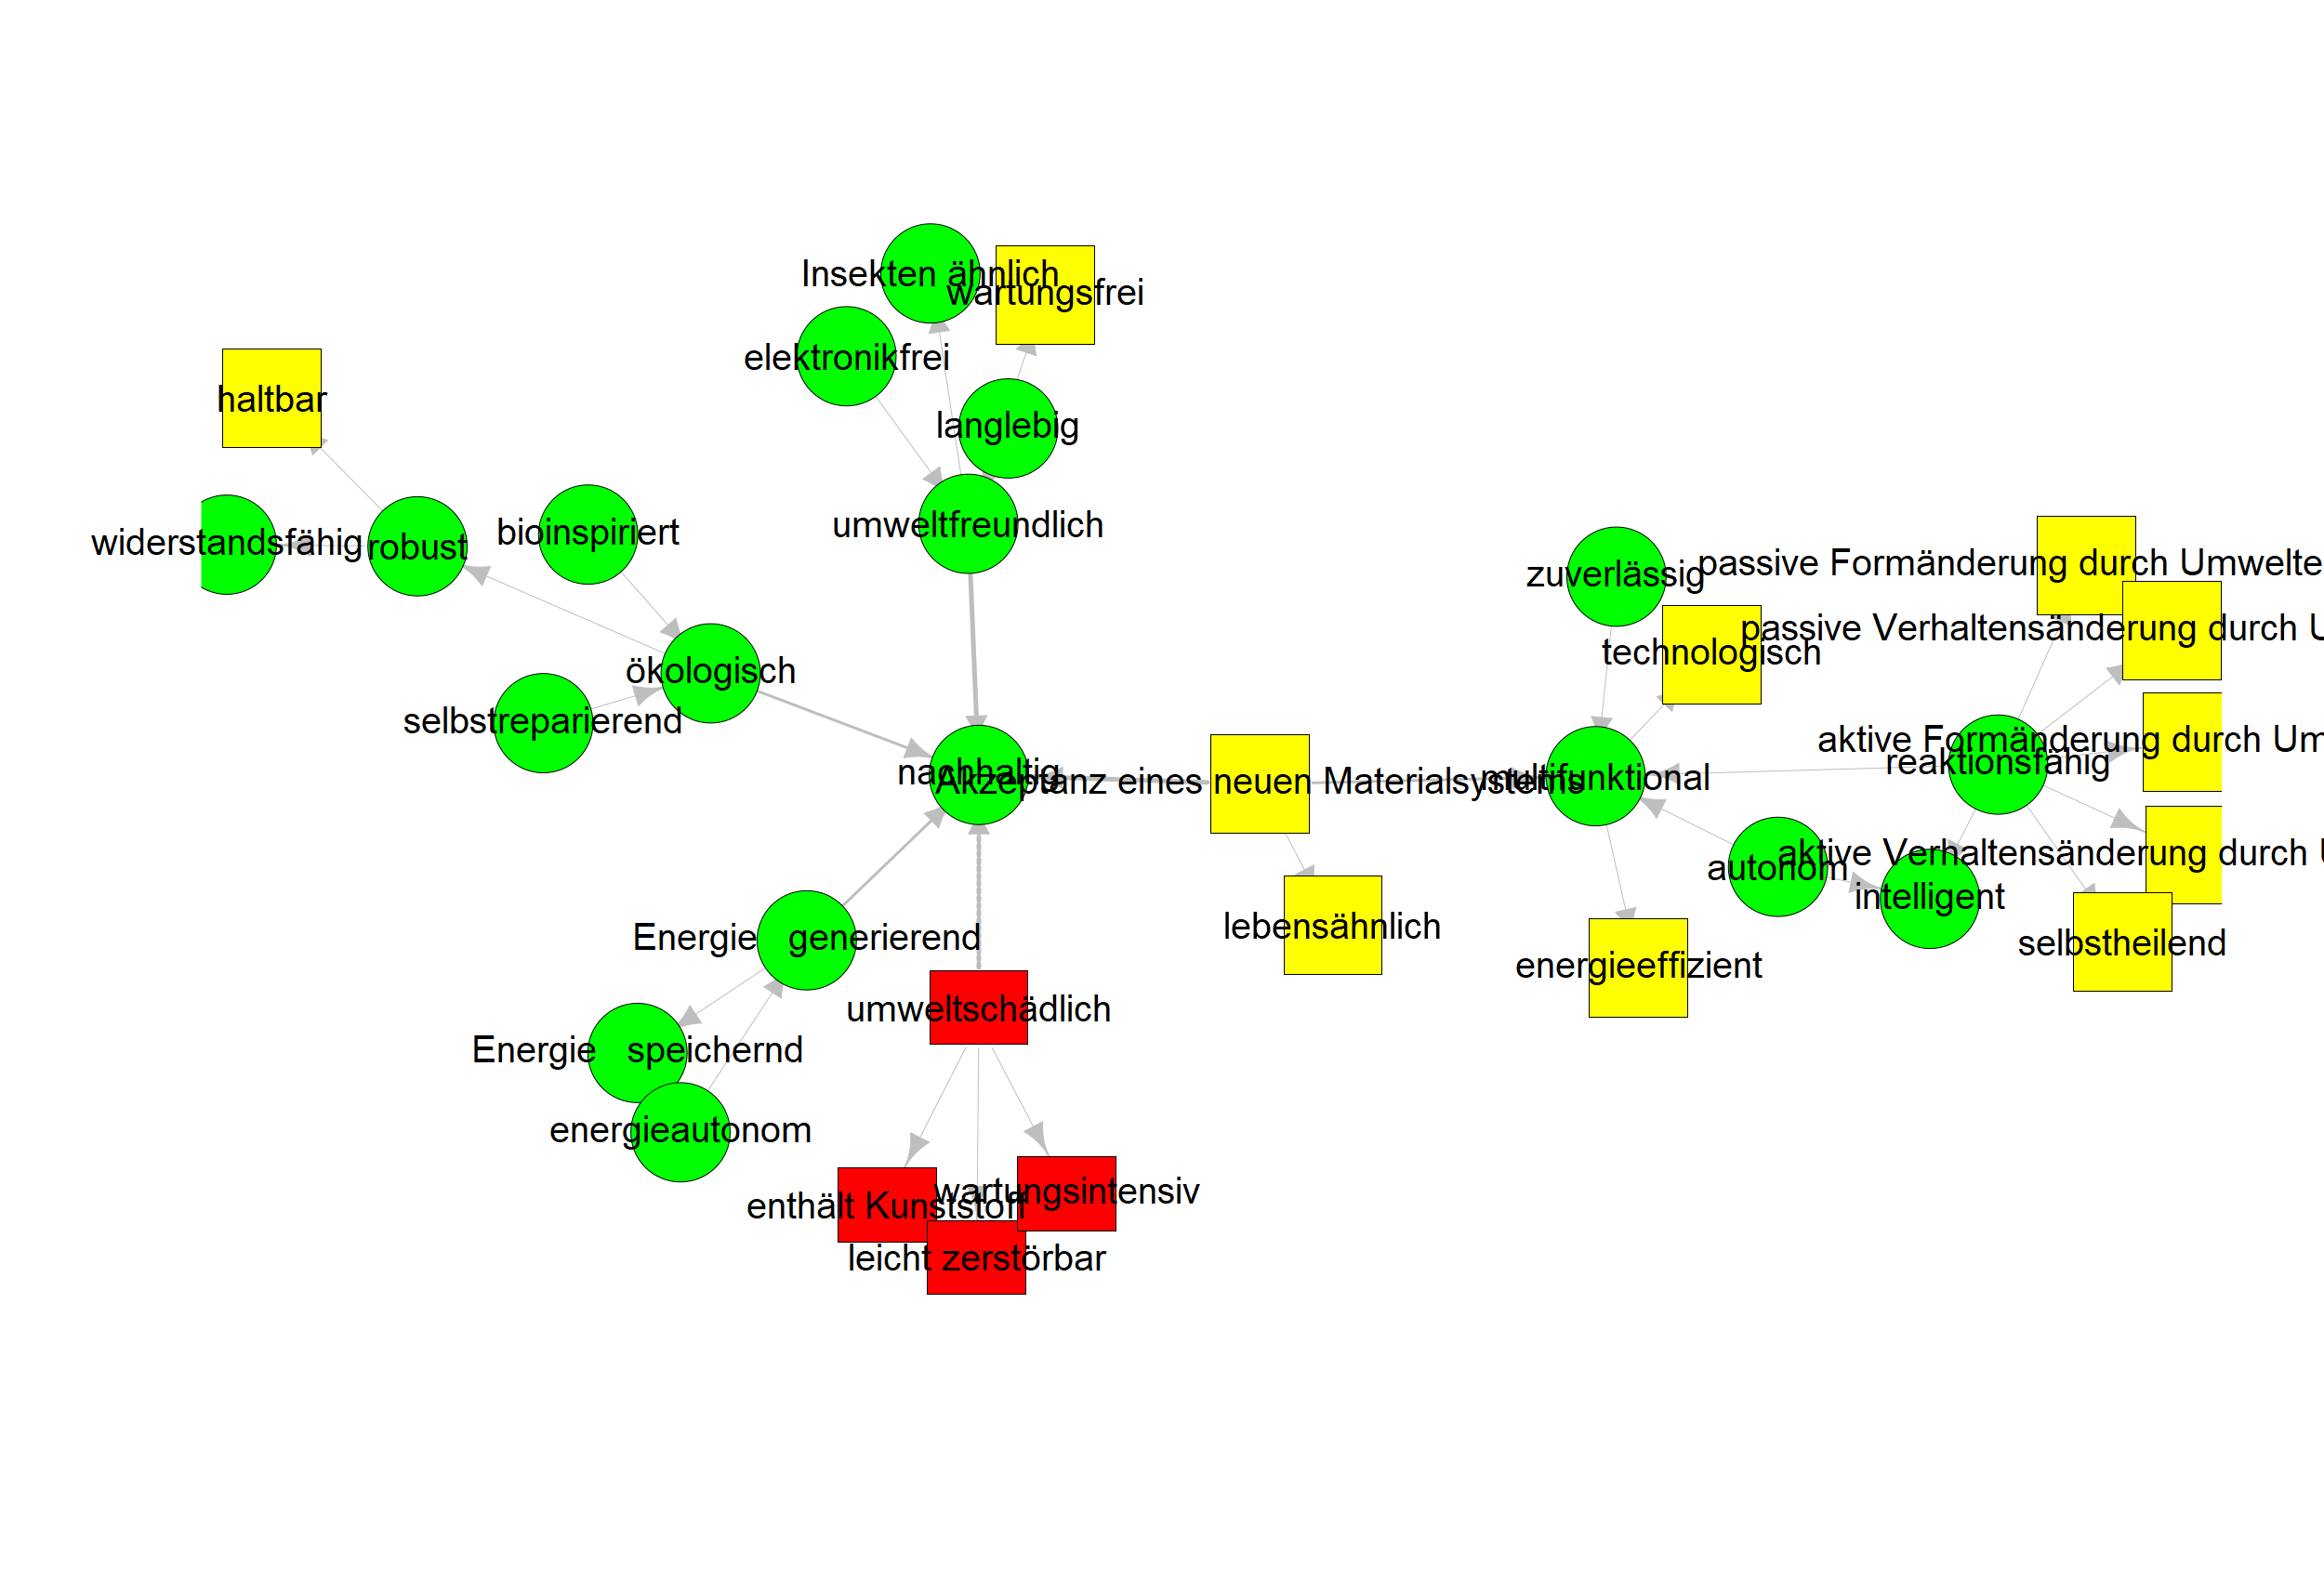 Insekten ähnlich
wartungsfrei
elektronikfrei
haltbar
langlebig
umweltfreundlich
widerstandsfähig
robust
bioinspiriert
zuverlässig
passive Formänderung durch Umwelte
passive Verhaltensänderung durch U
technologisch
ökologisch
selbstreparierend
nachhaltig
Akzeptanz eines neuen Materialsystems
multifunktional
aktive Formänderung durch Um
reaktionsfähig
aktive Verhaltensänderung durch U
autonom
intelligent
lebensähnlich
selbstheilend
energieeffizient
Energie generierend
umweltschädlich
Energie speichernd
energieautonom
wartungsintensiv
enthält Kunststoff
leicht zerstörbar